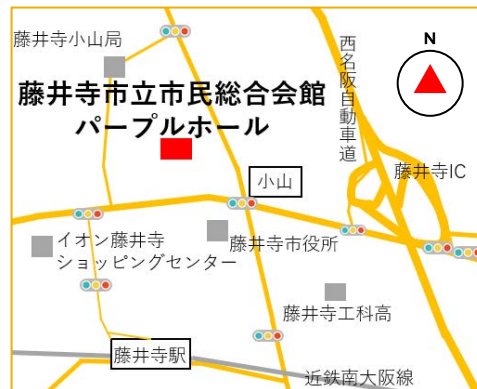 藤井寺小山局
藤井寺市立市民総合会館
パープルホール
西名阪自動車道
N
小山
藤井寺IC
イオン藤井寺
ショッピングセンター
藤井寺市役所
藤井寺工科高
藤井寺駅
近鉄南大阪線